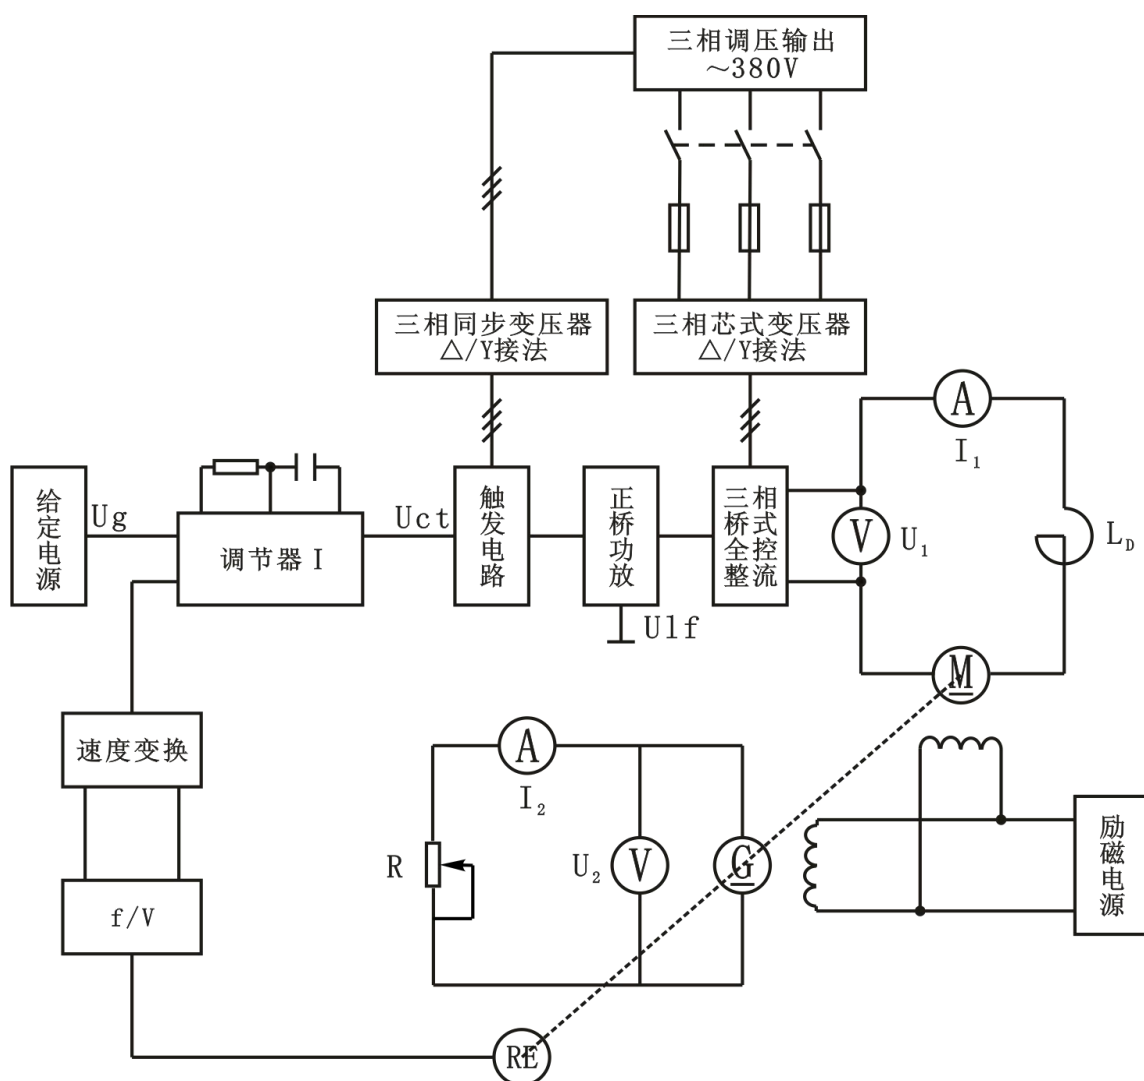 三相调压输出
～380V
三相同步变压器
△/Y接法
三相芯式变压器
△/Y接法
A
I₁
给定电源
Ug
调节器 I
Uct
触发电路
正桥功放
Ulf
三相桥式全控整流
V
U₁
L_D
M
速度变换
A
I₂
R
U₂
V
G
励磁电源
f/V
RE